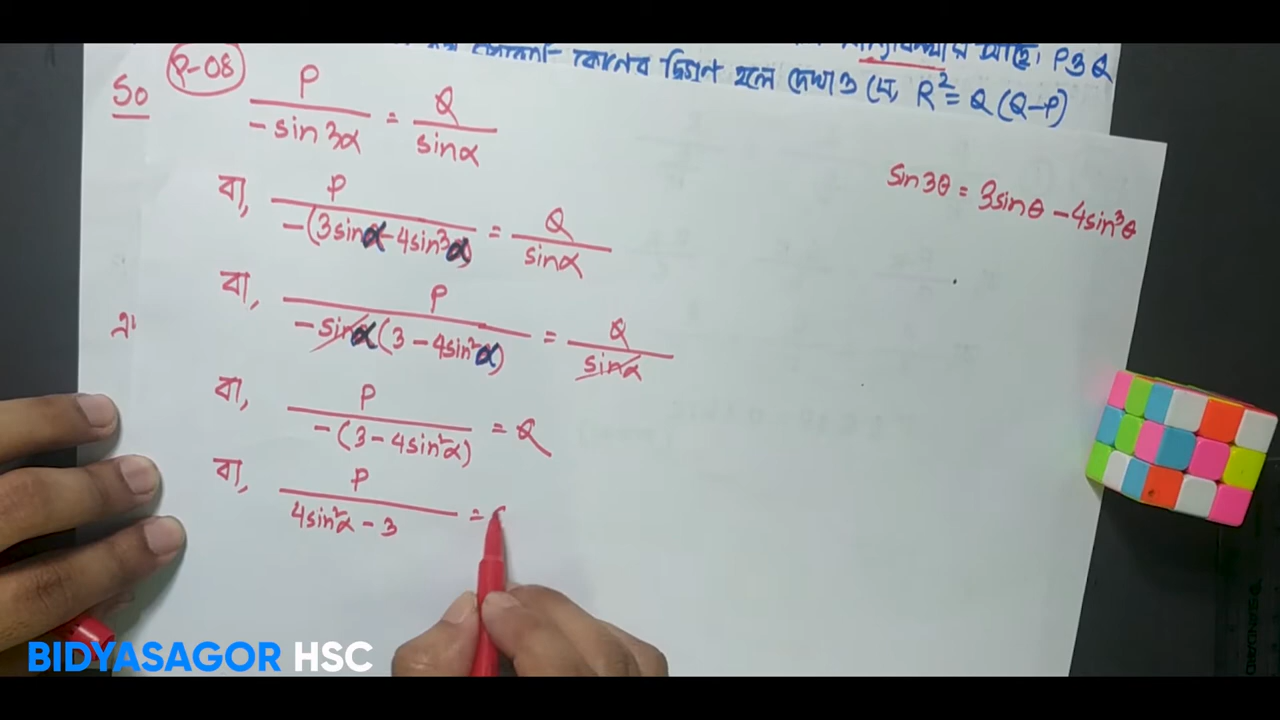 আছে। P ও Q
কোণের দ্বিগুণ হলে দেখাও যে, R² = Q (Q-P)
P-08
So P/(-sin3α) = Q/sinα
sin3θ = 3sinθ - 4sin³θ
বা, P/(-(3sinα - 4sin³α)) = Q/sinα
বা, P/(-sinα(3 - 4sin²α)) = Q/sinα
বা, P/(-(3 - 4sin²α)) = Q
বা, P/(4sin²α - 3) =
BIDYASAGOR HSC